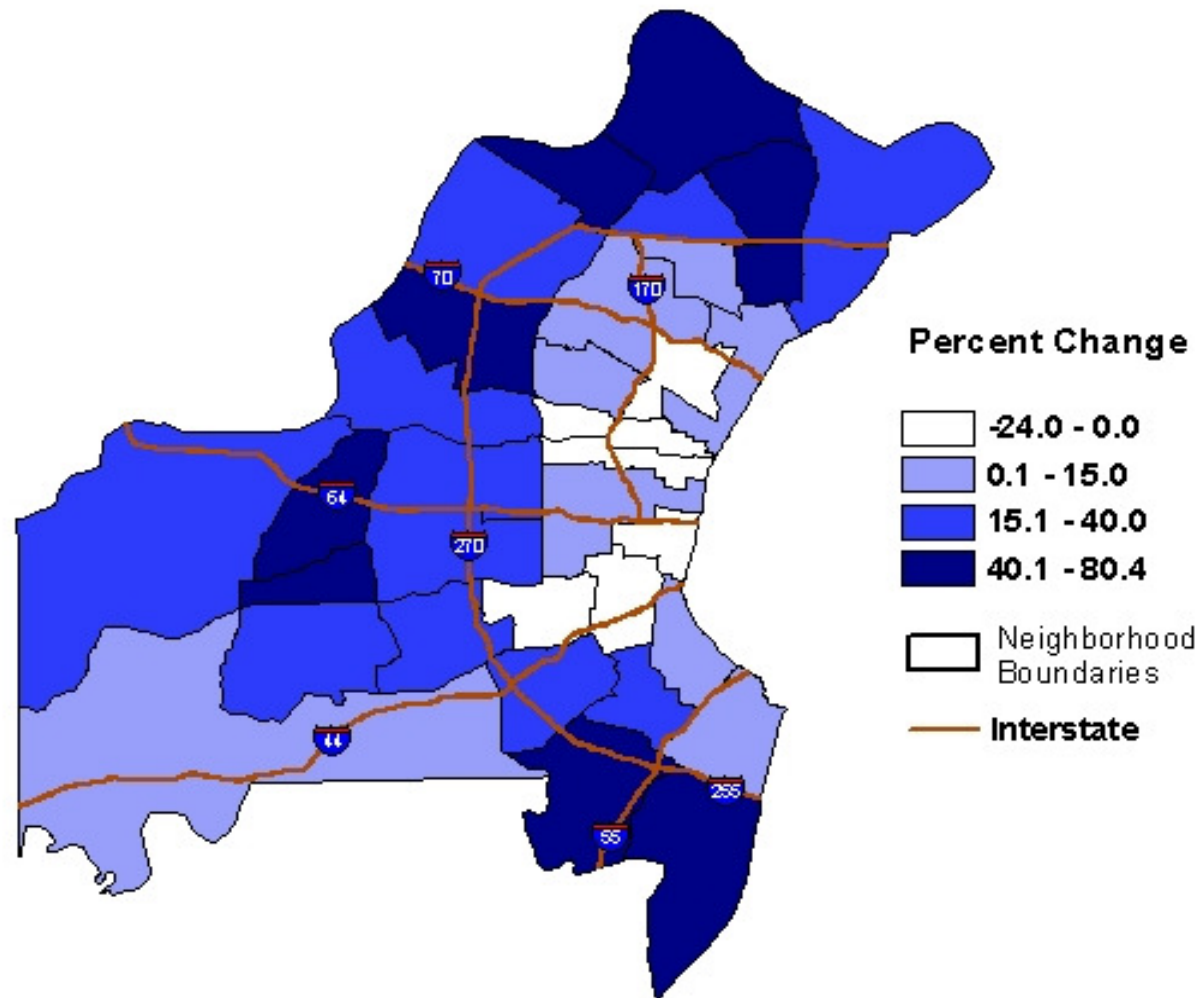 70
170
Percent Change
-24.0 - 0.0
0.1 - 15.0
64
15.1 - 40.0
270
40.1 - 80.4
Neighborhood
Boundaries
Interstate
44
255
55